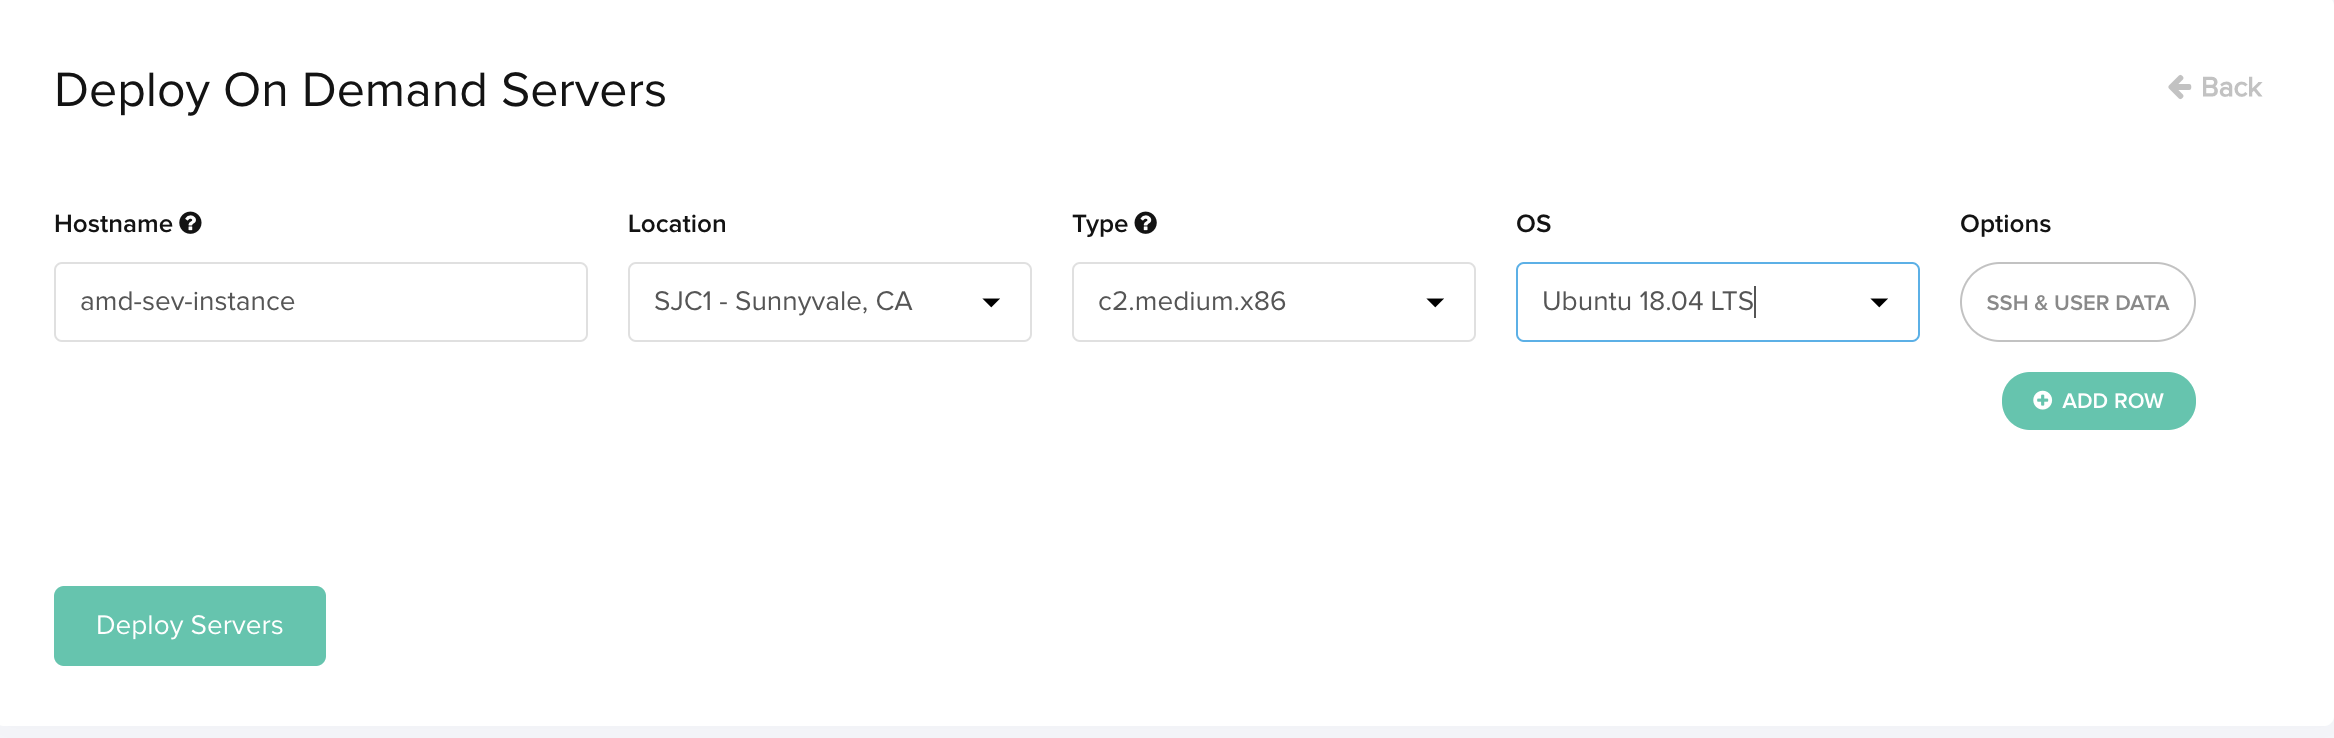 Deploy On Demand Servers
Back
Hostname
Location
Type
OS
Options
amd-sev-instance
SJC1 - Sunnyvale, CA
c2.medium.x86
Ubuntu 18.04 LTS
SSH & USER DATA
ADD ROW
Deploy Servers